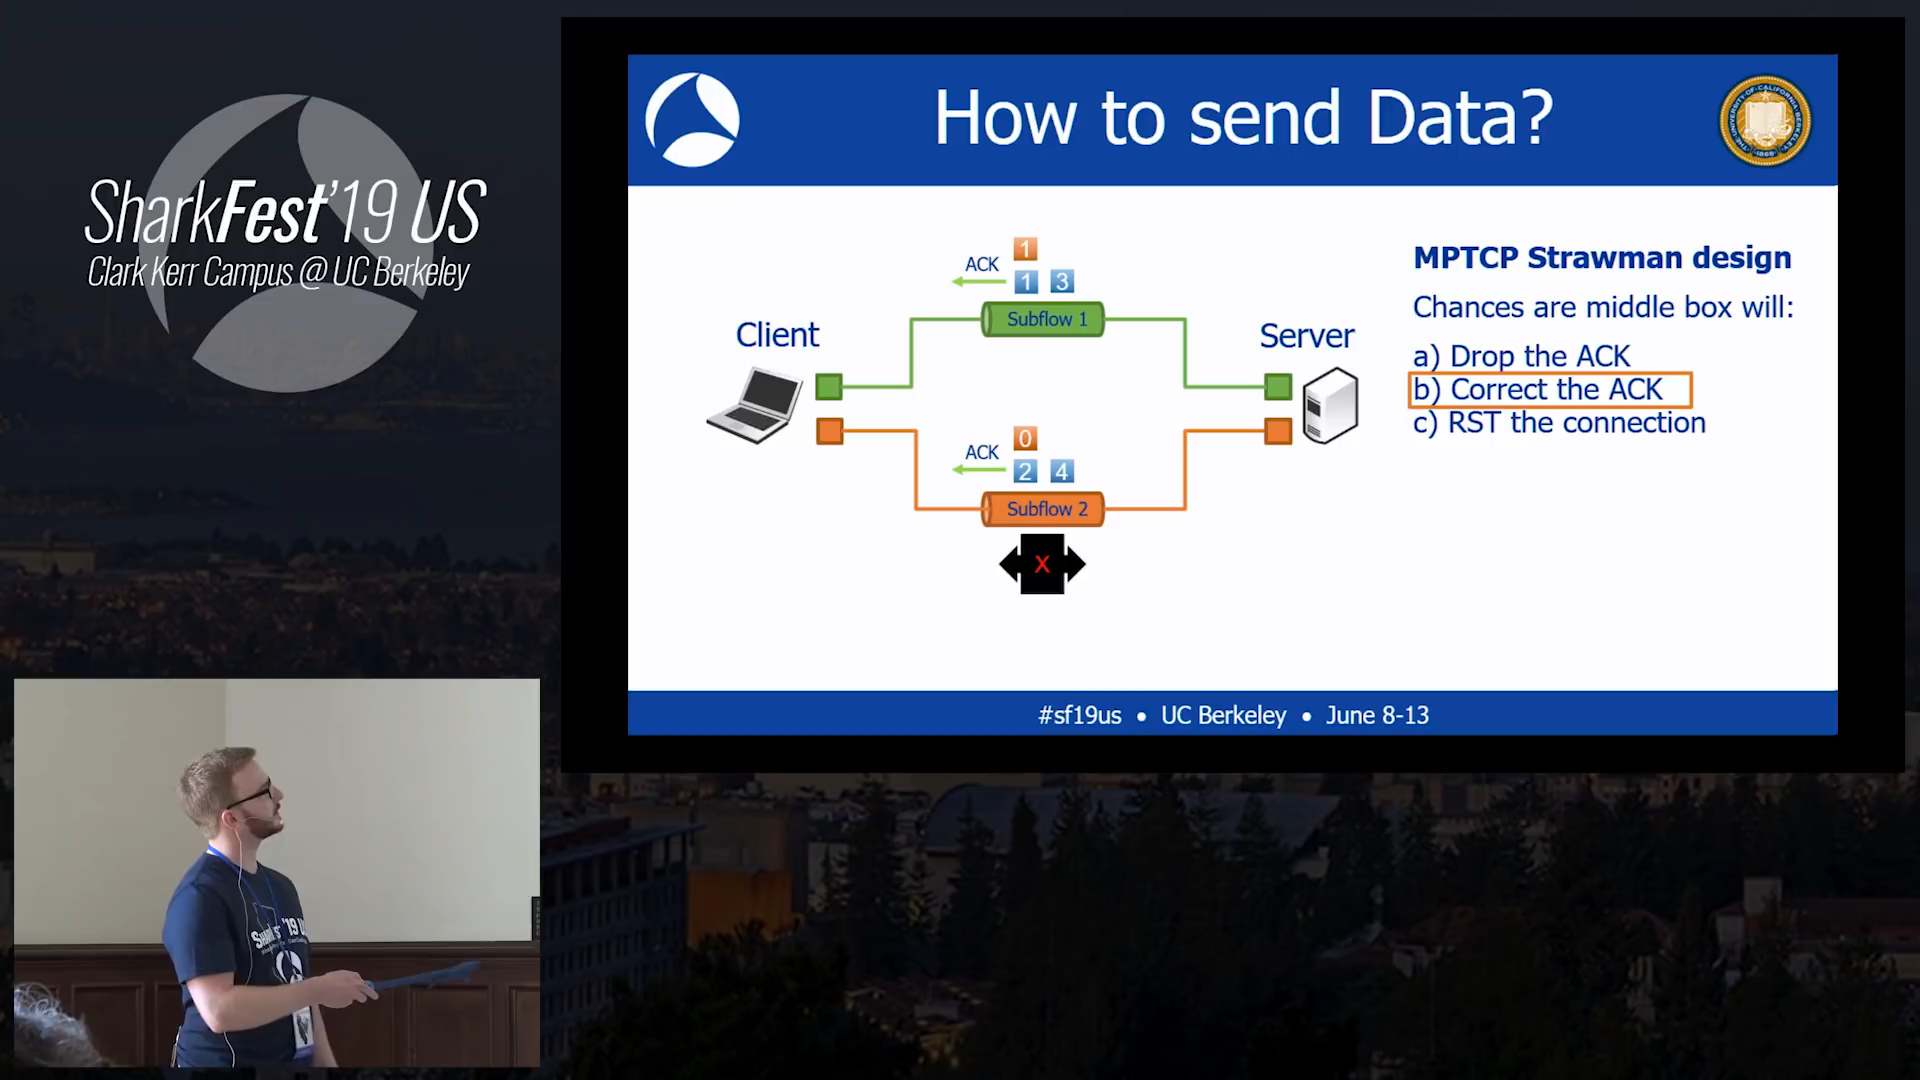 SharkFest'19 US
Clark Kerr Campus @ UC Berkeley
How to send Data?
1
ACK
1 3
Subflow 1
Client
Server
0
ACK
2 4
Subflow 2
X
MPTCP Strawman design
Chances are middle box will:
a) Drop the ACK
b) Correct the ACK
c) RST the connection
#sf19us • UC Berkeley • June 8-13